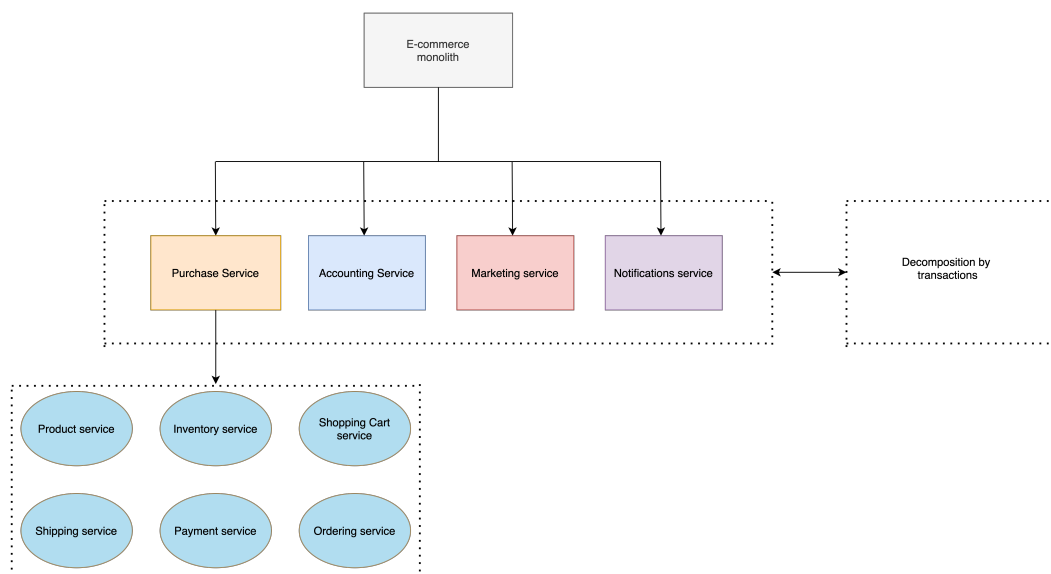 E-commerce
monolith
Purchase Service
Accounting Service
Marketing service
Notifications service
Decomposition by
transactions
Product service
Inventory service
Shopping Cart
service
Shipping service
Payment service
Ordering service